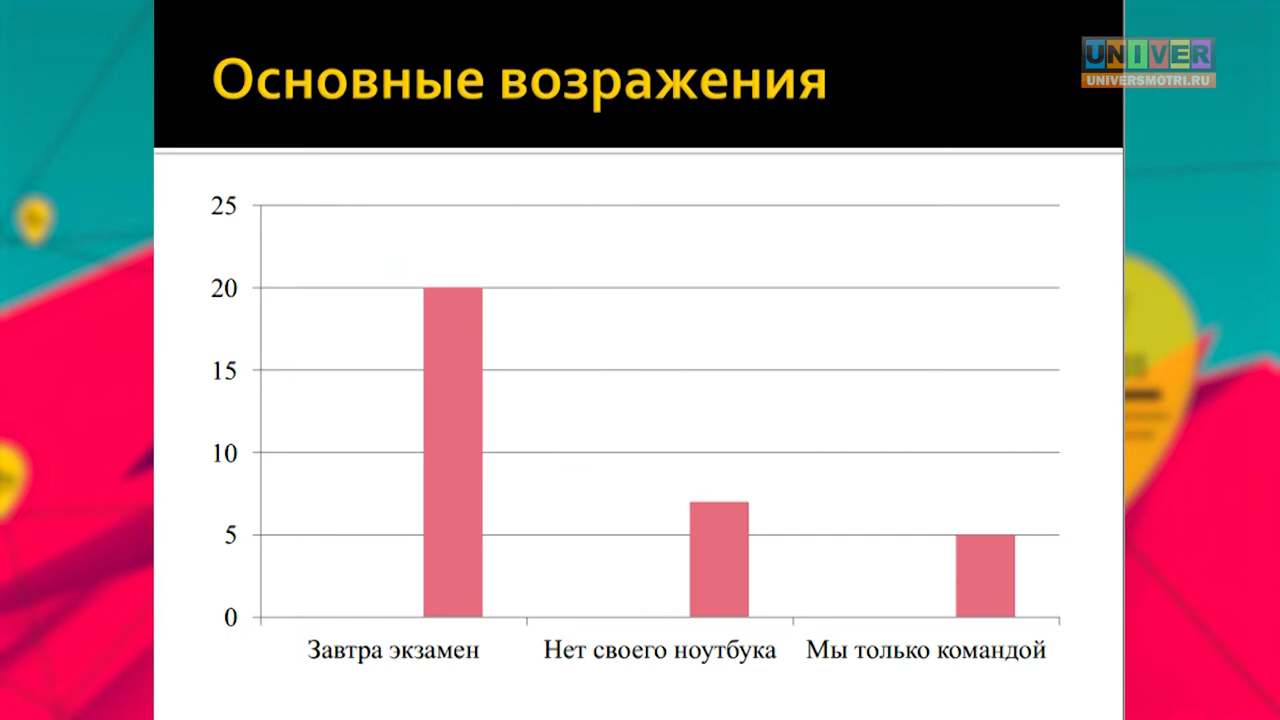 Основные возражения
UNIVER
UNIVERSMOTRI.RU
25
20
15
10
5
0
Завтра экзамен
Нет своего ноутбука
Мы только командой